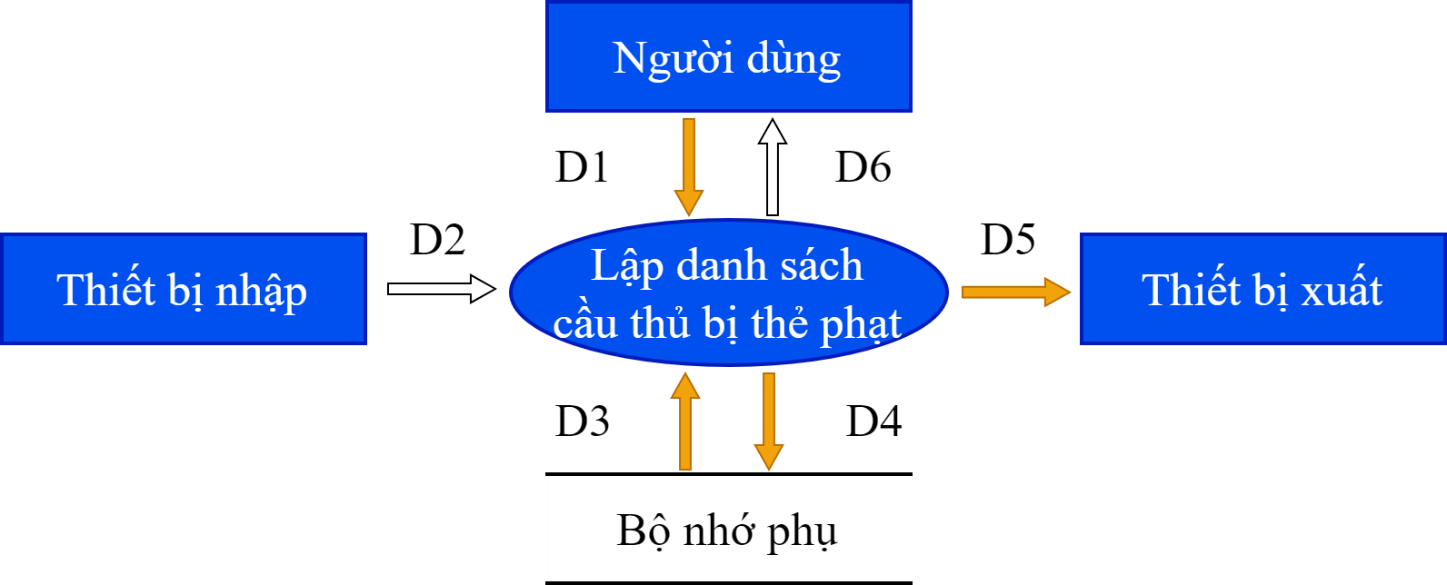 Người dùng
D1
D6
D2
D5
Thiết bị nhập
Lập danh sách
cầu thủ bị thẻ phạt
Thiết bị xuất
D3
D4
Bộ nhớ phụ